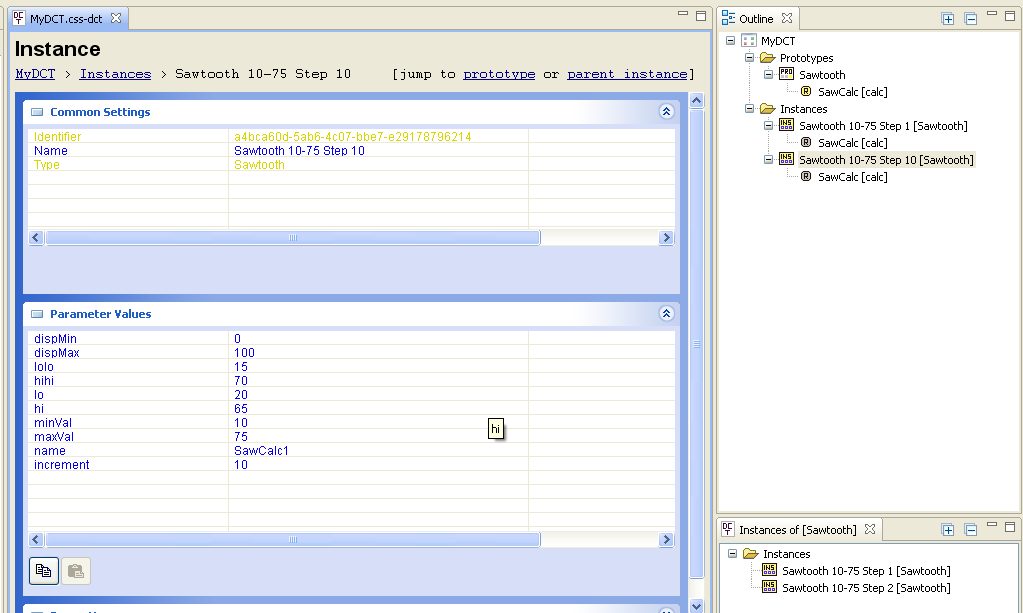 MyDCT.css-dct
Instance
MyDCT > Instances > Sawtooth 10-75 Step 10 [jump to prototype or parent instance]
Common Settings
Identifier a4bca60d-5ab6-4c07-bbe7-e29178796214
Name Sawtooth 10-75 Step 10
Type Sawtooth
Parameter Values
dispMin 0
dispMax 100
lolo 15
hihi 70
lo 20
hi 65
minVal 10
maxVal 75
name SawCalc1
increment 10
hi
Outline
MyDCT
Prototypes
PRO Sawtooth
R SawCalc [calc]
Instances
INS Sawtooth 10-75 Step 1 [Sawtooth]
R SawCalc [calc]
INS Sawtooth 10-75 Step 10 [Sawtooth]
R SawCalc [calc]
Instances of [Sawtooth]
Instances
INS Sawtooth 10-75 Step 1 [Sawtooth]
INS Sawtooth 10-75 Step 2 [Sawtooth]